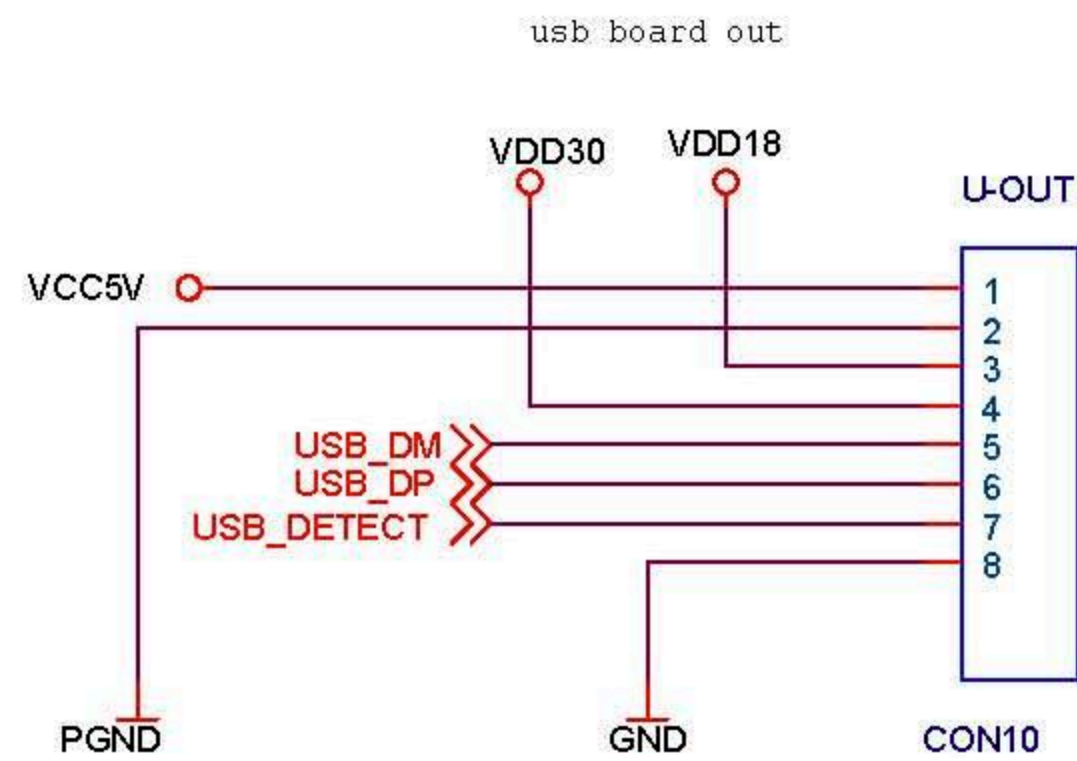 usb board out
VDD30
VDD18
U-OUT
VCC5V
1
2
3
4
USB_DM
5
USB_DP
6
USB_DETECT
7
8
PGND
GND
CON10